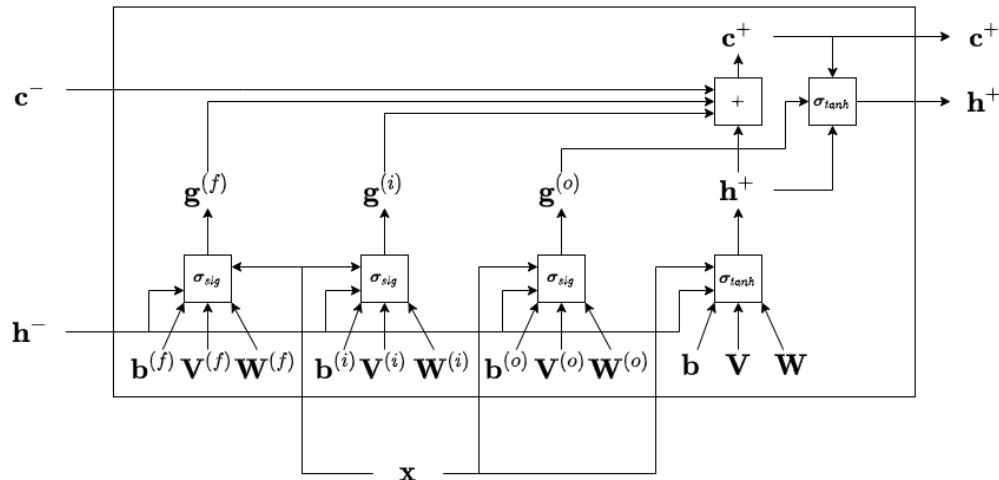 c⁺ c⁺
c⁻ + σ_tanh h⁺
g⁽ᶠ⁾ g⁽ⁱ⁾ g⁽ᵒ⁾ h⁺
σ_sig σ_sig σ_sig σ_tanh
h⁻
b⁽ᶠ⁾ V⁽ᶠ⁾ W⁽ᶠ⁾ b⁽ⁱ⁾ V⁽ⁱ⁾ W⁽ⁱ⁾ b⁽ᵒ⁾ V⁽ᵒ⁾ W⁽ᵒ⁾ b V W
x